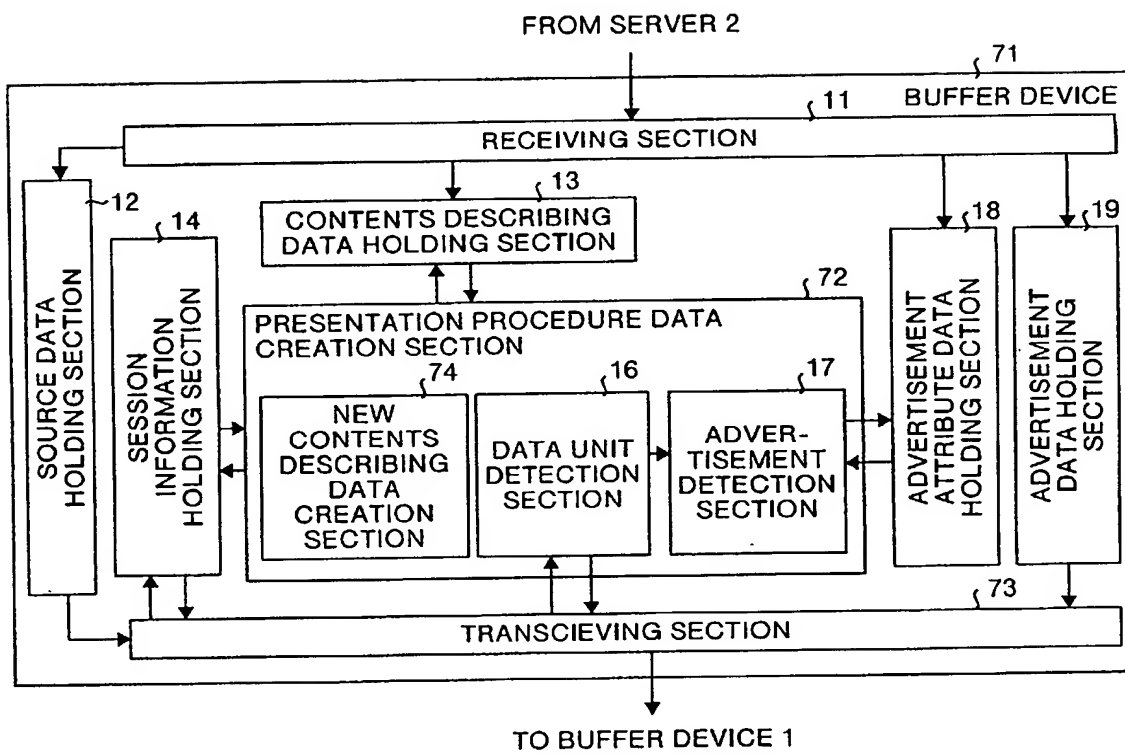 FROM SERVER 2
71
BUFFER DEVICE
11
RECEIVING SECTION
12
SOURCE DATA
HOLDING SECTION
14
SESSION
INFORMATION
HOLDING SECTION
13
CONTENTS DESCRIBING
DATA HOLDING SECTION
72
PRESENTATION PROCEDURE DATA
CREATION SECTION
74
NEW
CONTENTS
DESCRIBING
DATA
CREATION
SECTION
16
DATA UNIT
DETECTION
SECTION
17
ADVER-
TISEMENT
DETECTION
SECTION
18
ADVERTISEMENT
ATTRIBUTE DATA
HOLDING SECTION
19
ADVERTISEMENT
DATA HOLDING
SECTION
73
TRANSCIEVING SECTION
TO BUFFER DEVICE 1